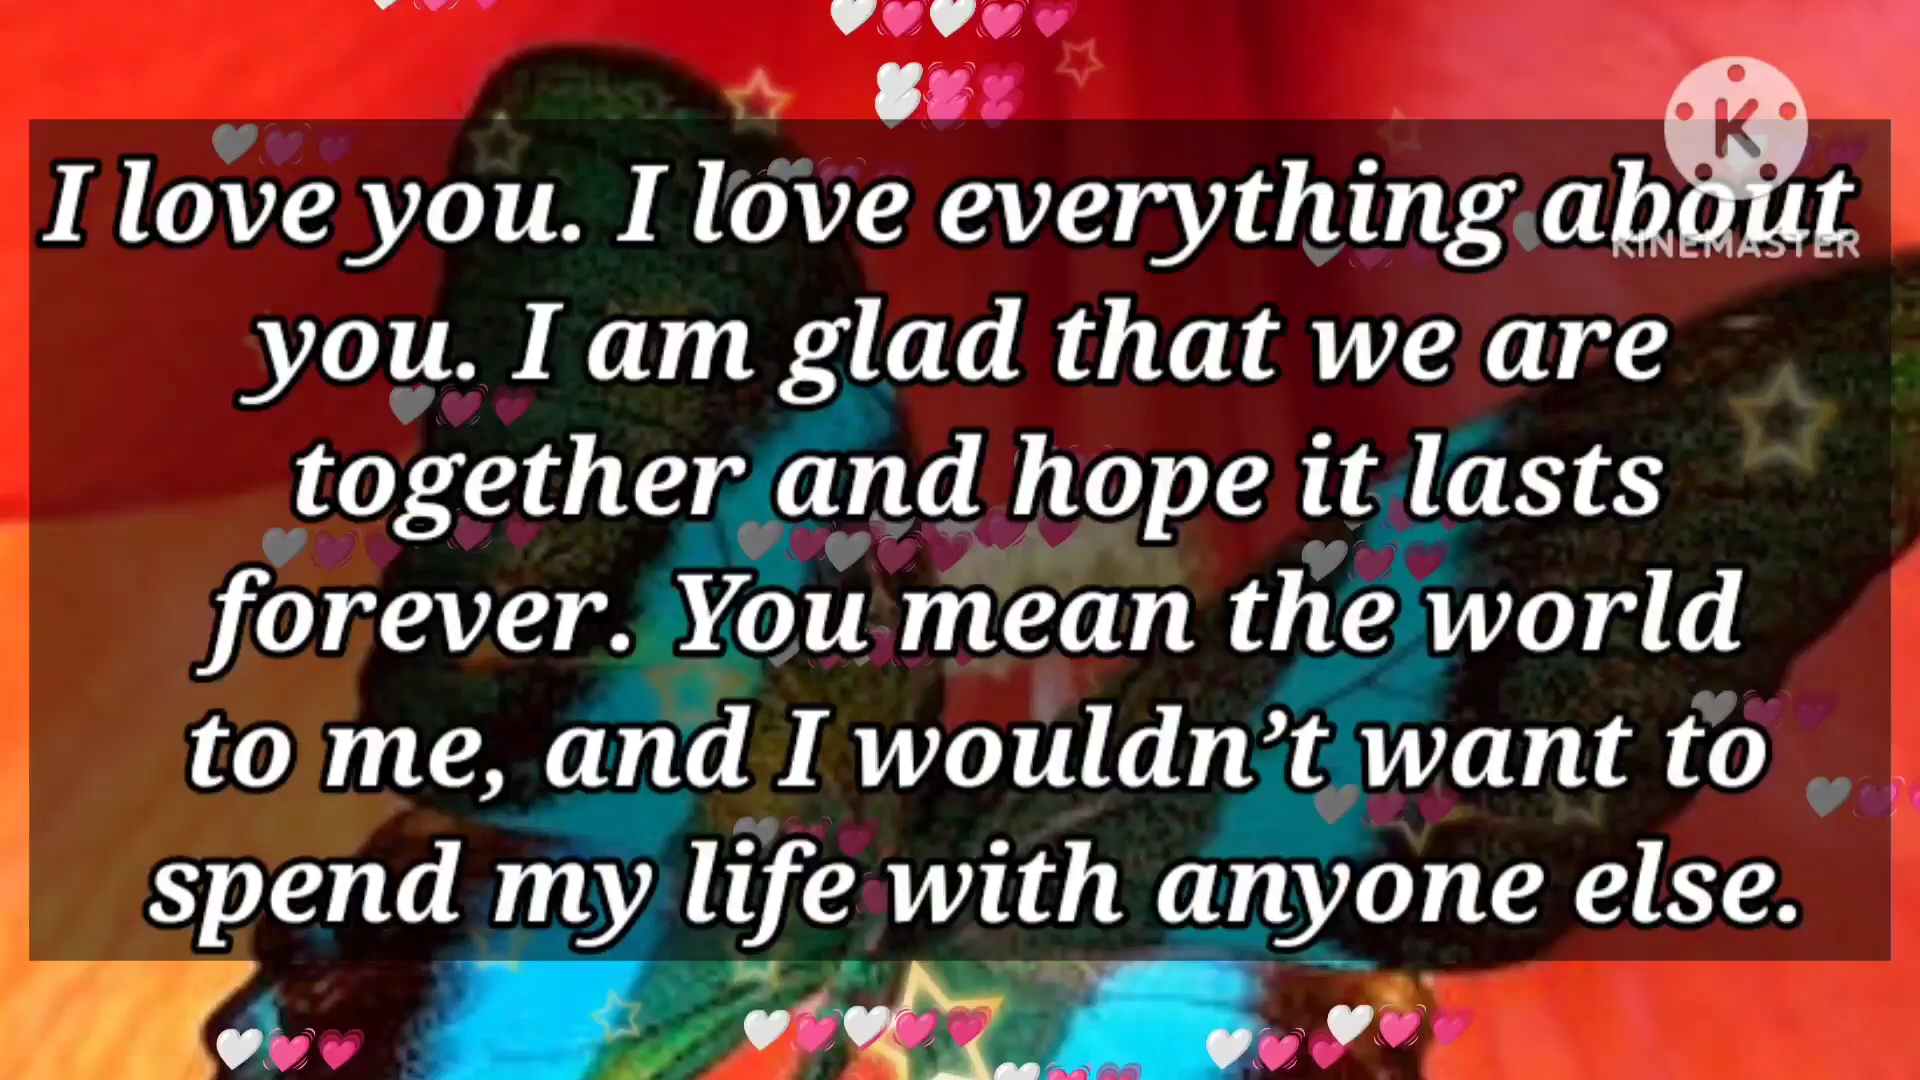 K
KINEMASTER
I love you. I love everything about
you. I am glad that we are
together and hope it lasts
forever. You mean the world
to me, and I wouldn’t want to
spend my life with anyone else.